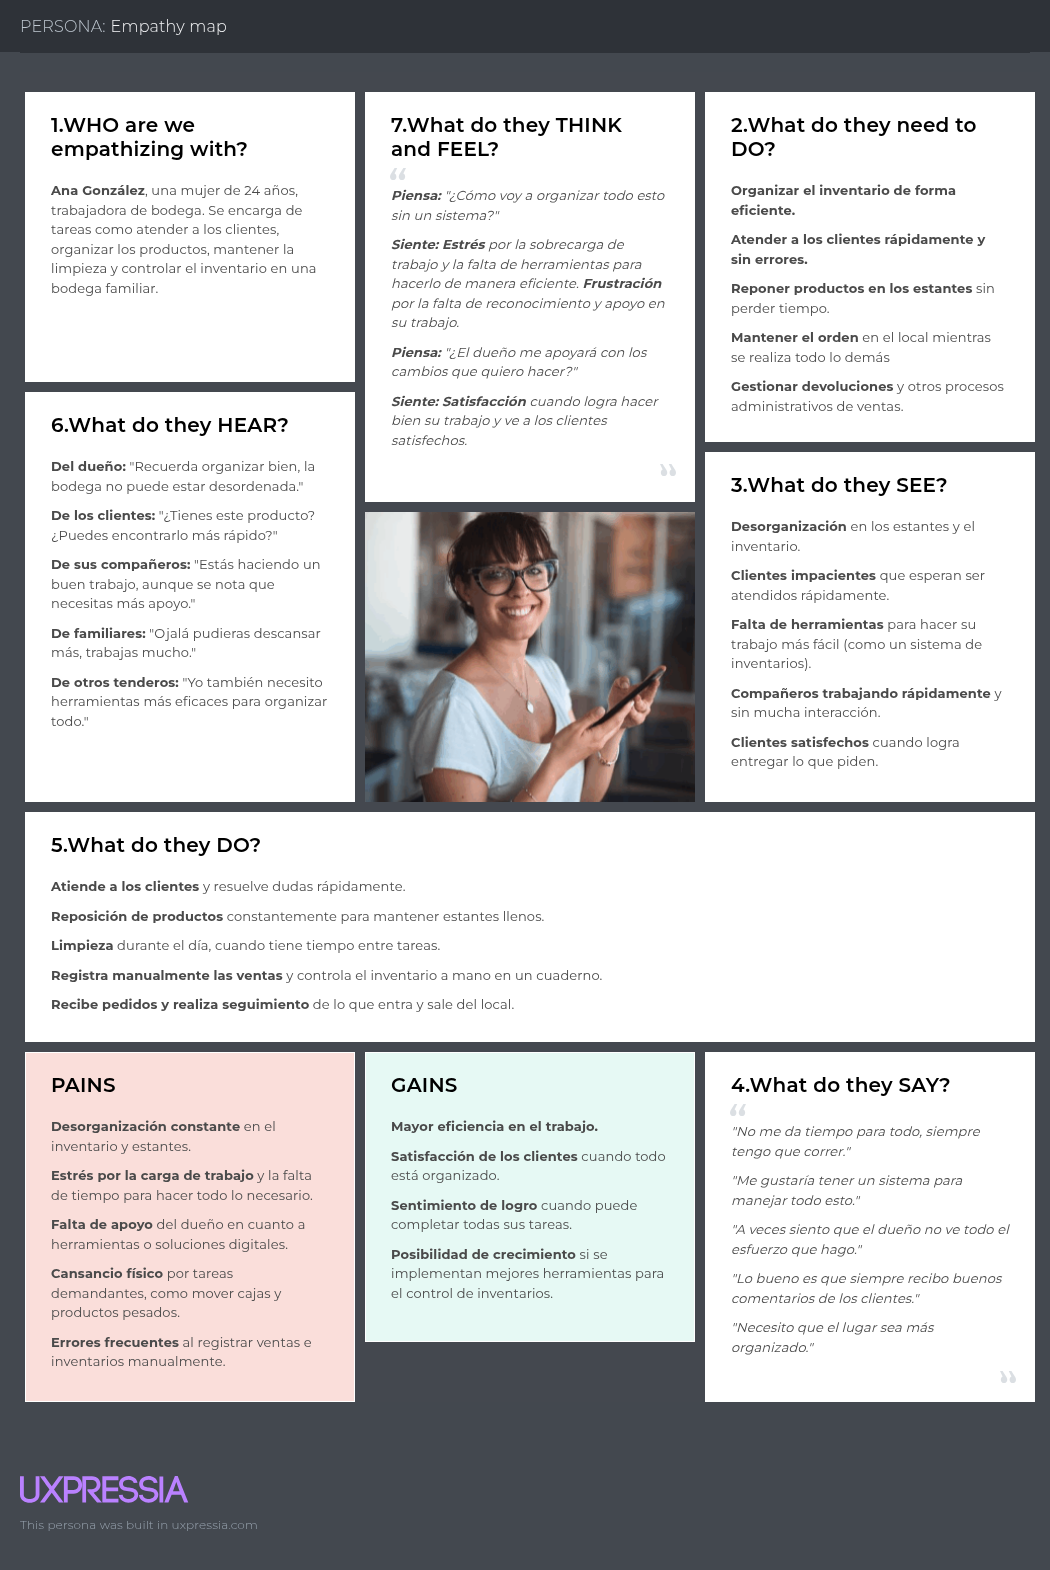 PERSONA: Empathy map
1.WHO are we
empathizing with?
Ana González, una mujer de 24 años,
trabajadora de bodega. Se encarga de
tareas como atender a los clientes,
organizar los productos, mantener la
limpieza y controlar el inventario en una
bodega familiar.
7.What do they THINK
and FEEL?
“
Piensa: "¿Cómo voy a organizar todo esto
sin un sistema?"
Siente: Estrés por la sobrecarga de
trabajo y la falta de herramientas para
hacerlo de manera eficiente. Frustración
por la falta de reconocimiento y apoyo en
su trabajo.
Piensa: "¿El dueño me apoyará con los
cambios que quiero hacer?"
Siente: Satisfacción cuando logra hacer
bien su trabajo y ve a los clientes
satisfechos.
”
2.What do they need to
DO?
Organizar el inventario de forma
eficiente.
Atender a los clientes rápidamente y
sin errores.
Reponer productos en los estantes sin
perder tiempo.
Mantener el orden en el local mientras
se realiza todo lo demás
Gestionar devoluciones y otros procesos
administrativos de ventas.
6.What do they HEAR?
Del dueño: "Recuerda organizar bien, la
bodega no puede estar desordenada."
De los clientes: "¿Tienes este producto?
¿Puedes encontrarlo más rápido?"
De sus compañeros: "Estás haciendo un
buen trabajo, aunque se nota que
necesitas más apoyo."
De familiares: "Ojalá pudieras descansar
más, trabajas mucho."
De otros tenderos: "Yo también necesito
herramientas más eficaces para organizar
todo."
3.What do they SEE?
Desorganización en los estantes y el
inventario.
Clientes impacientes que esperan ser
atendidos rápidamente.
Falta de herramientas para hacer su
trabajo más fácil (como un sistema de
inventarios).
Compañeros trabajando rápidamente y
sin mucha interacción.
Clientes satisfechos cuando logra
entregar lo que piden.
5.What do they DO?
Atiende a los clientes y resuelve dudas rápidamente.
Reposición de productos constantemente para mantener estantes llenos.
Limpieza durante el día, cuando tiene tiempo entre tareas.
Registra manualmente las ventas y controla el inventario a mano en un cuaderno.
Recibe pedidos y realiza seguimiento de lo que entra y sale del local.
PAINS
Desorganización constante en el
inventario y estantes.
Estrés por la carga de trabajo y la falta
de tiempo para hacer todo lo necesario.
Falta de apoyo del dueño en cuanto a
herramientas o soluciones digitales.
Cansancio físico por tareas
demandantes, como mover cajas y
productos pesados.
Errores frecuentes al registrar ventas e
inventarios manualmente.
GAINS
Mayor eficiencia en el trabajo.
Satisfacción de los clientes cuando todo
está organizado.
Sentimiento de logro cuando puede
completar todas sus tareas.
Posibilidad de crecimiento si se
implementan mejores herramientas para
el control de inventarios.
4.What do they SAY?
“
"No me da tiempo para todo, siempre
tengo que correr."
"Me gustaría tener un sistema para
manejar todo esto."
"A veces siento que el dueño no ve todo el
esfuerzo que hago."
"Lo bueno es que siempre recibo buenos
comentarios de los clientes."
"Necesito que el lugar sea más
organizado."
”
UXPRESSIA
This persona was built in uxpressia.com